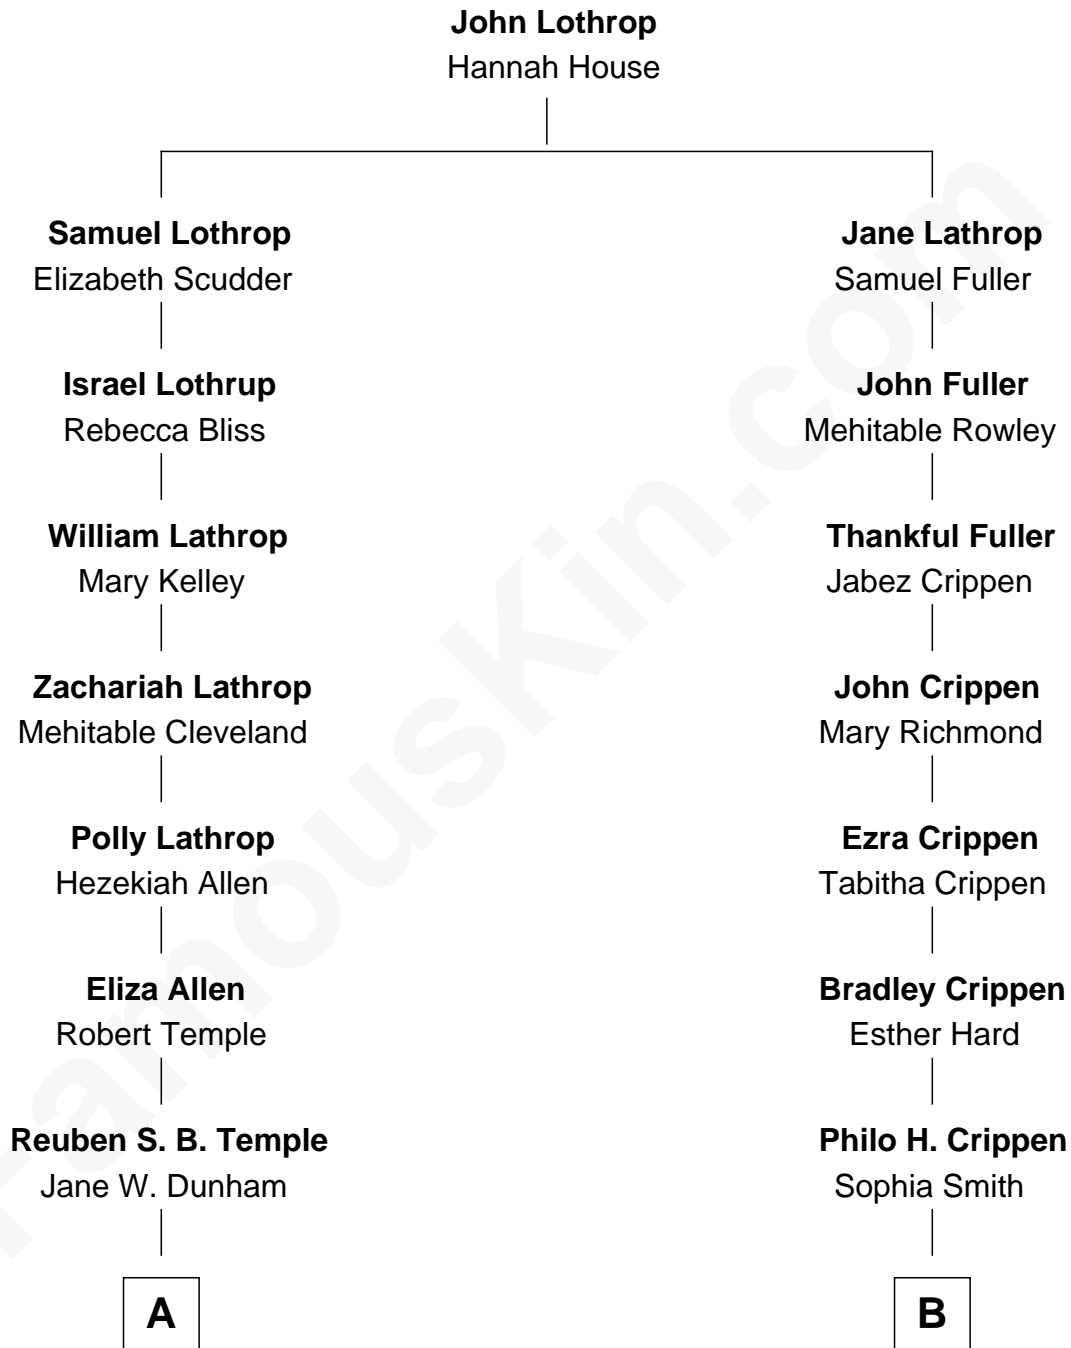 John Lothrop
Hannah House
Samuel Lothrop
Elizabeth Scudder
Israel Lothrup
Rebecca Bliss
William Lathrop
Mary Kelley
Zachariah Lathrop
Mehitable Cleveland
Polly Lathrop
Hezekiah Allen
Eliza Allen
Robert Temple
Reuben S. B. Temple
Jane W. Dunham
A
Jane Lathrop
Samuel Fuller
John Fuller
Mehitable Rowley
Thankful Fuller
Jabez Crippen
John Crippen
Mary Richmond
Ezra Crippen
Tabitha Crippen
Bradley Crippen
Esther Hard
Philo H. Crippen
Sophia Smith
B
FamousKin.com